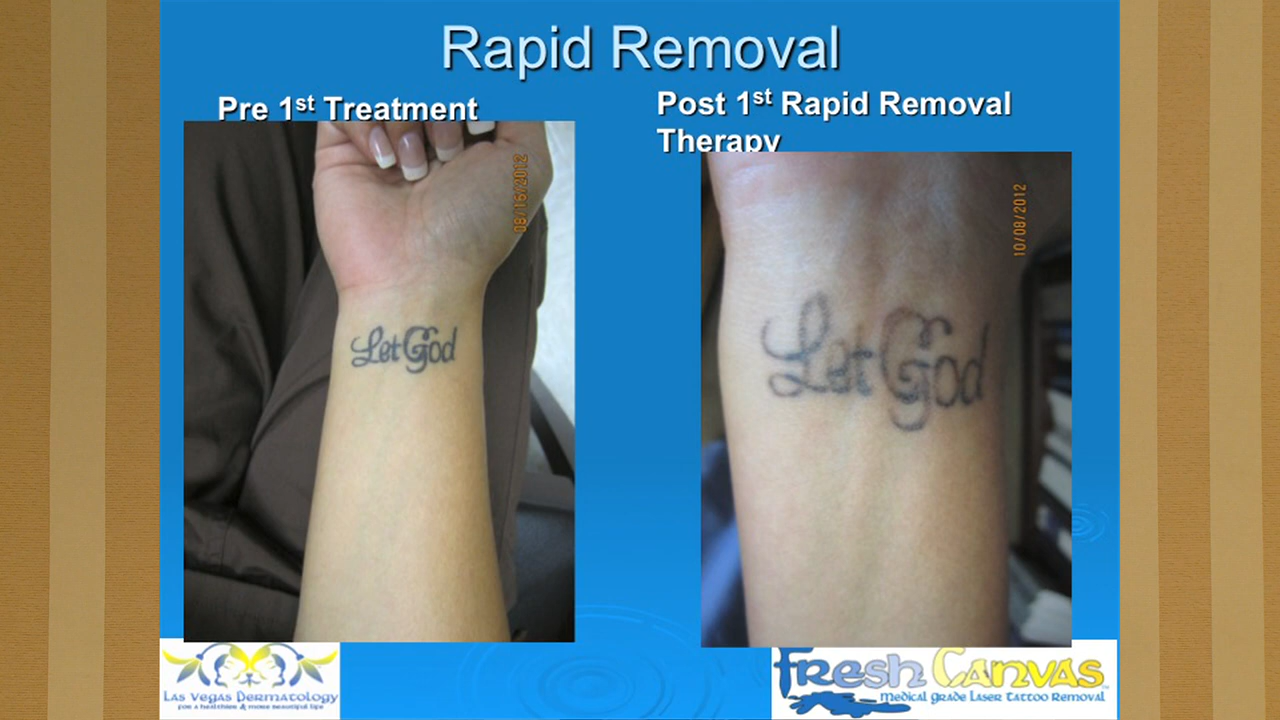 Rapid Removal
Pre 1st Treatment
Post 1st Rapid Removal
Therapy
08/16/2012
10/08/2012
Let God
Let God
Las Vegas Dermatology
For a healthier & more beautiful life
Fresh Canvas
Medical Grade Laser Tattoo Removal